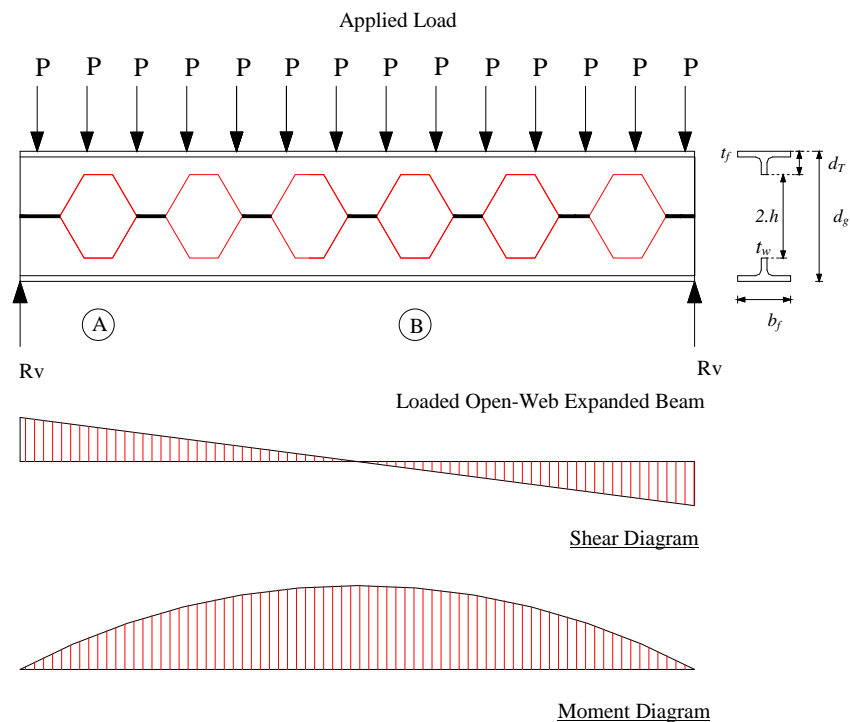 Applied Load
P P P P P P P P P P P P P P
t_f
d_T
2.h
d_g
t_w
b_f
A
B
Rv
Rv
Loaded Open-Web Expanded Beam
Shear Diagram
Moment Diagram